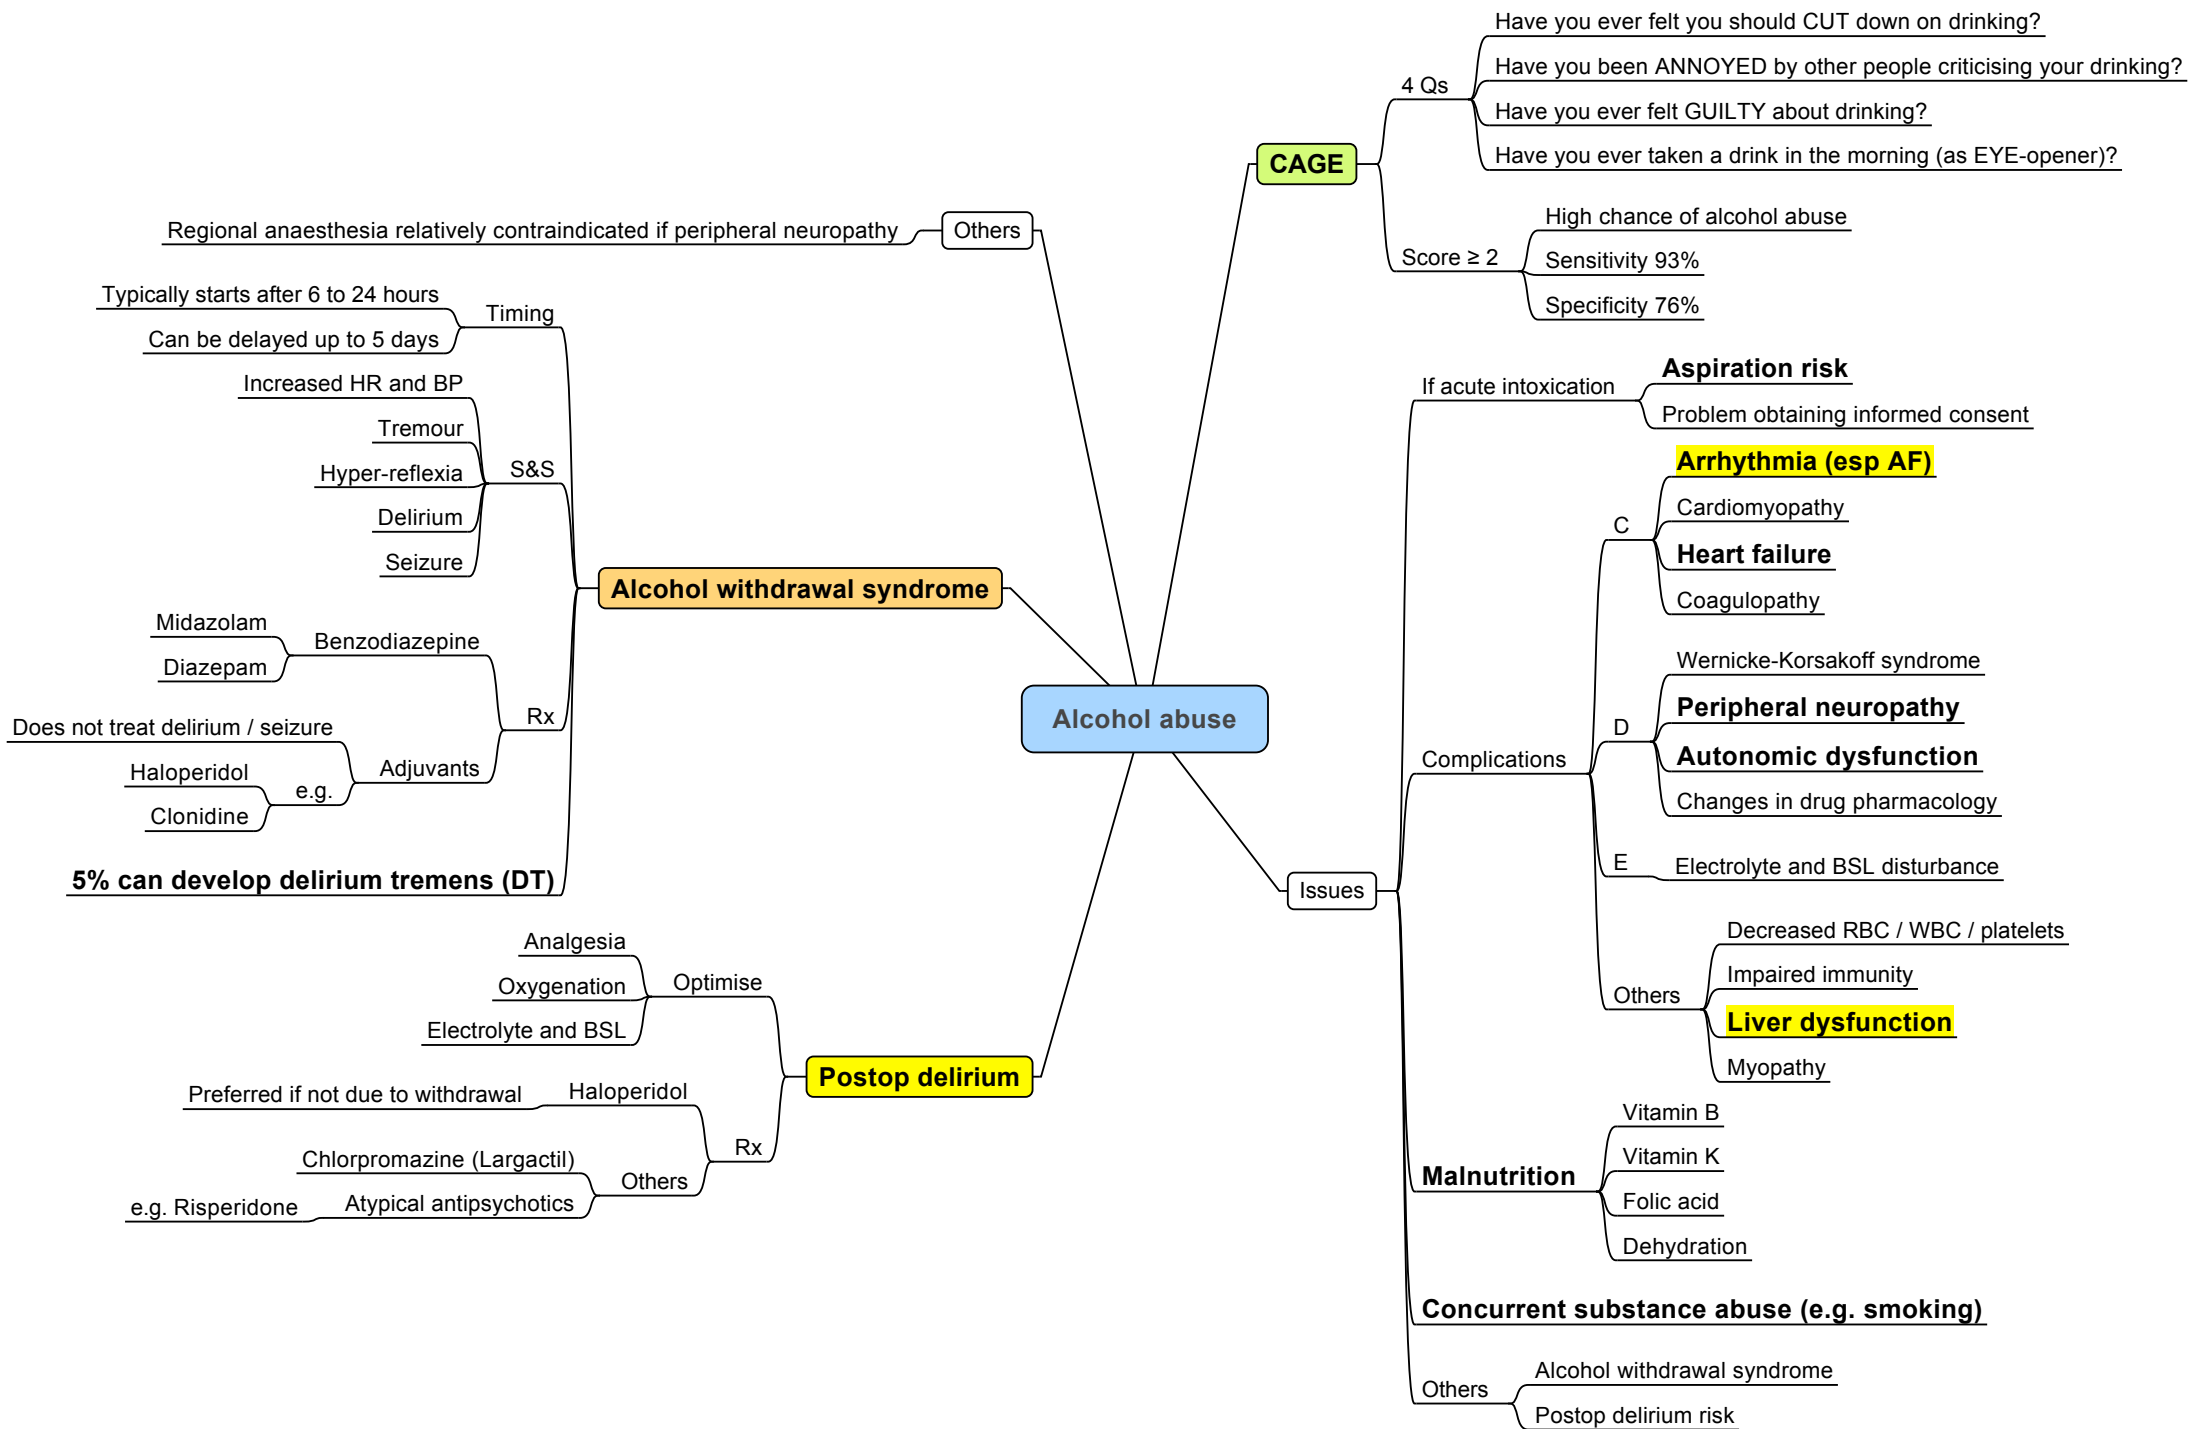 Alcohol abuse
CAGE
4 Qs
Have you ever felt you should CUT down on drinking?
Have you been ANNOYED by other people criticising your drinking?
Have you ever felt GUILTY about drinking?
Have you ever taken a drink in the morning (as EYE-opener)?
Score ≥ 2
High chance of alcohol abuse
Sensitivity 93%
Specificity 76%
Issues
If acute intoxication
Aspiration risk
Problem obtaining informed consent
Complications
C
Arrhythmia (esp AF)
Cardiomyopathy
Heart failure
Coagulopathy
D
Wernicke-Korsakoff syndrome
Peripheral neuropathy
Autonomic dysfunction
Changes in drug pharmacology
E
Electrolyte and BSL disturbance
Others
Decreased RBC / WBC / platelets
Impaired immunity
Liver dysfunction
Myopathy
Malnutrition
Vitamin B
Vitamin K
Folic acid
Dehydration
Concurrent substance abuse (e.g. smoking)
Others
Alcohol withdrawal syndrome
Postop delirium risk
Others
Regional anaesthesia relatively contraindicated if peripheral neuropathy
Alcohol withdrawal syndrome
Timing
Typically starts after 6 to 24 hours
Can be delayed up to 5 days
S&S
Increased HR and BP
Tremour
Hyper-reflexia
Delirium
Seizure
Rx
Benzodiazepine
Midazolam
Diazepam
Adjuvants
Does not treat delirium / seizure
e.g.
Haloperidol
Clonidine
5% can develop delirium tremens (DT)
Postop delirium
Optimise
Analgesia
Oxygenation
Electrolyte and BSL
Rx
Haloperidol
Preferred if not due to withdrawal
Others
Chlorpromazine (Largactil)
Atypical antipsychotics
e.g. Risperidone